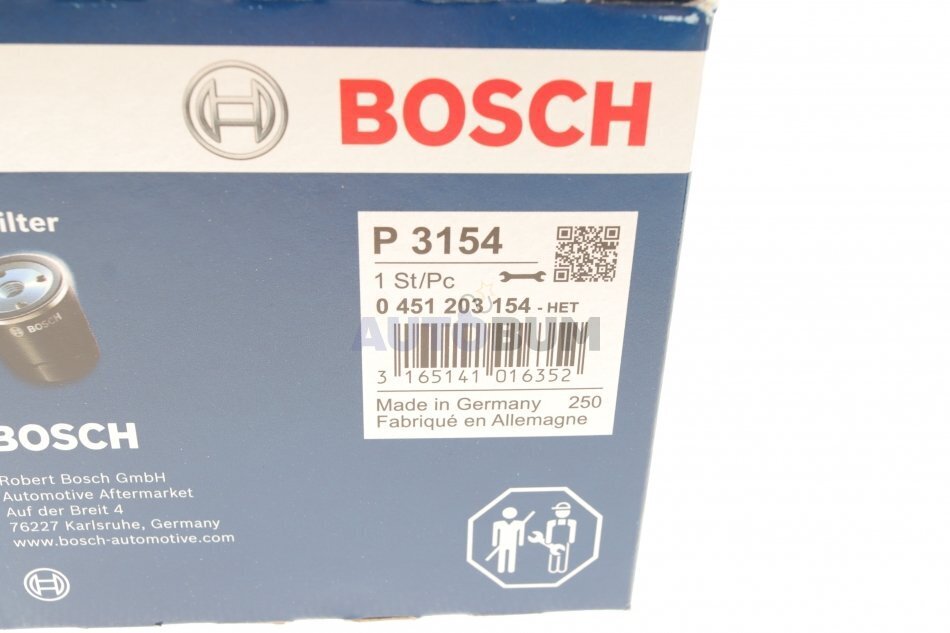 BOSCH
ilter
BOSCH
P 3154
1 St/Pc
0 451 203 154 - HET
AUTOBUM
3 165141 016352
Made in Germany 250
Fabriqué en Allemagne
BOSCH
Robert Bosch GmbH
Automotive Aftermarket
Auf der Breit 4
76227 Karlsruhe, Germany
www.bosch-automotive.com